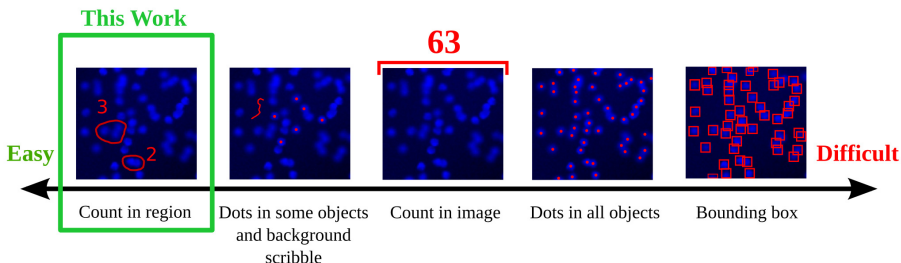 This Work
63
3
2
Easy
Difficult
Count in region
Dots in some objects
and background
scribble
Count in image
Dots in all objects
Bounding box